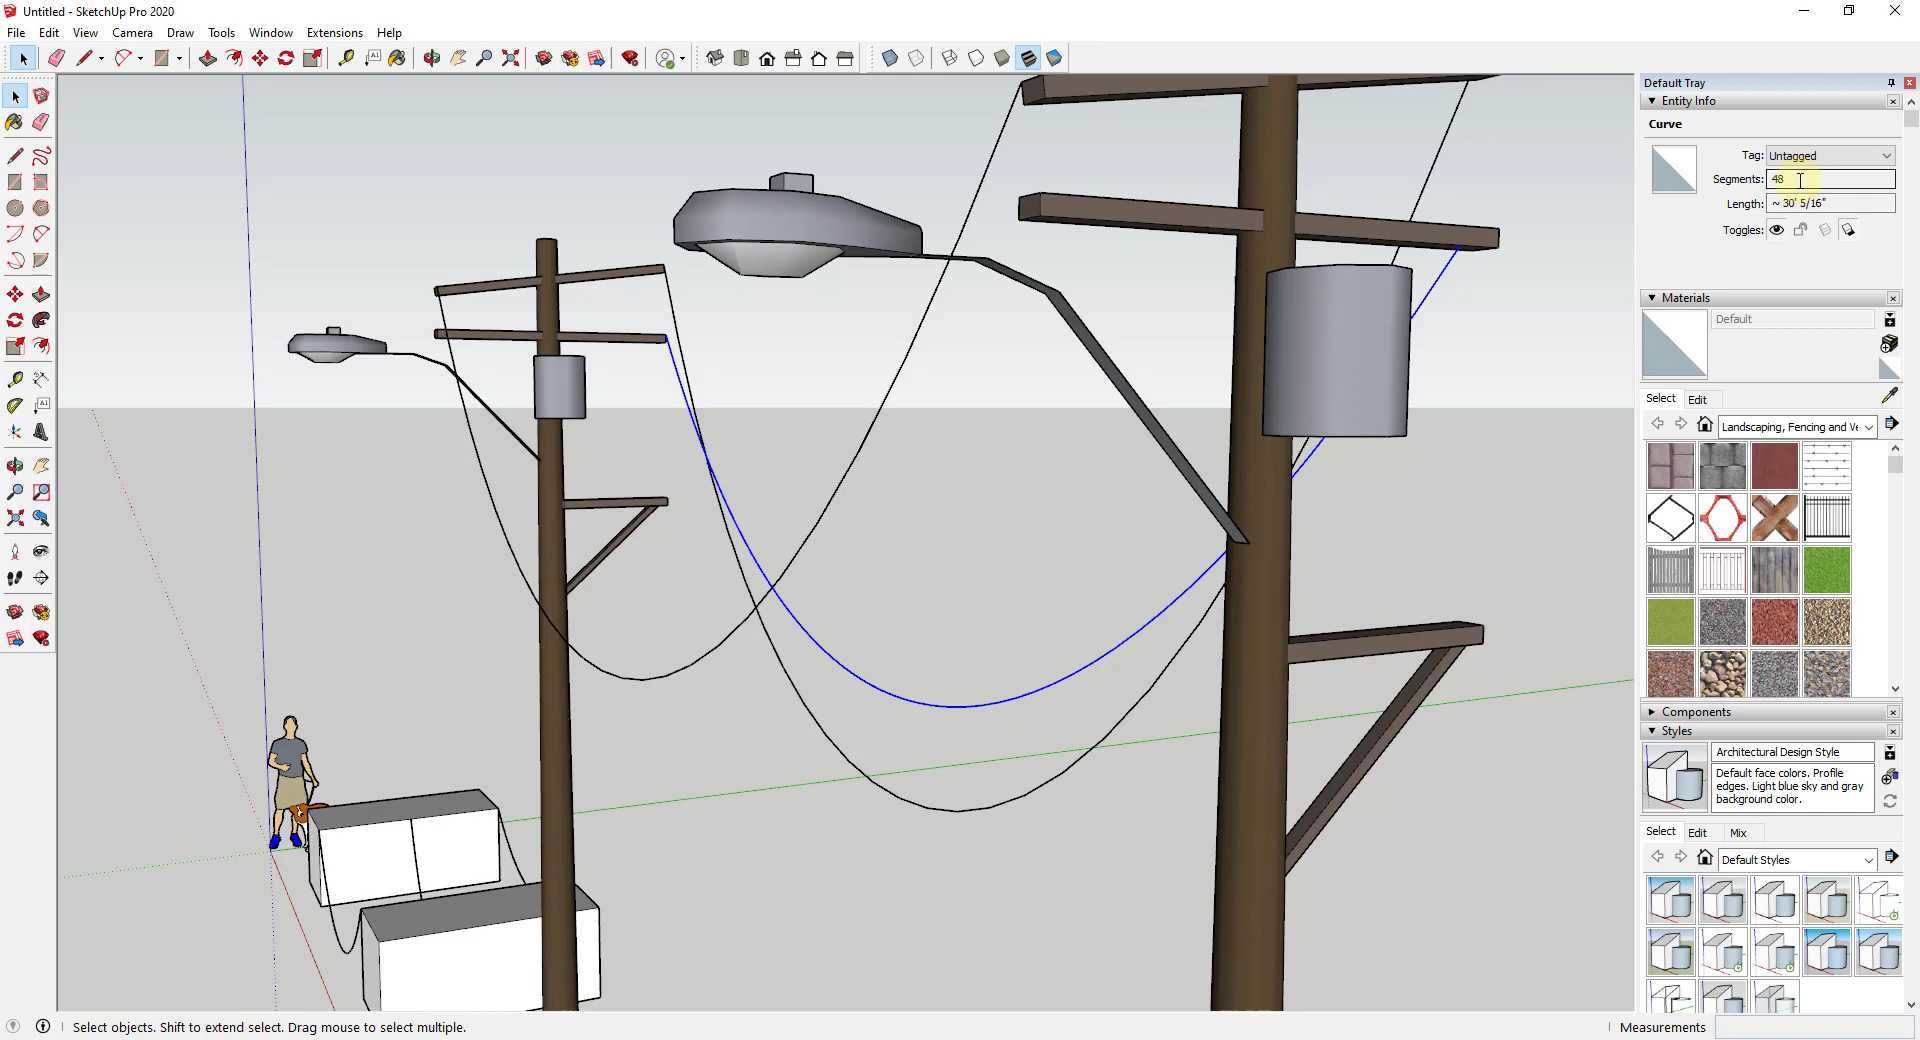 Untitled - SketchUp Pro 2020
File Edit View Camera Draw Tools Window Extensions Help
Default Tray
Entity Info
Curve
Tag: Untagged
Segments: 48
Length: ~ 30' 5/16"
Toggles:
Materials
Default
Select Edit
Landscaping, Fencing and Ve
Components
Styles
Architectural Design Style
Default face colors. Profile
edges. Light blue sky and gray
background color.
Select Edit Mix
Default Styles
Select objects. Shift to extend select. Drag mouse to select multiple.
Measurements